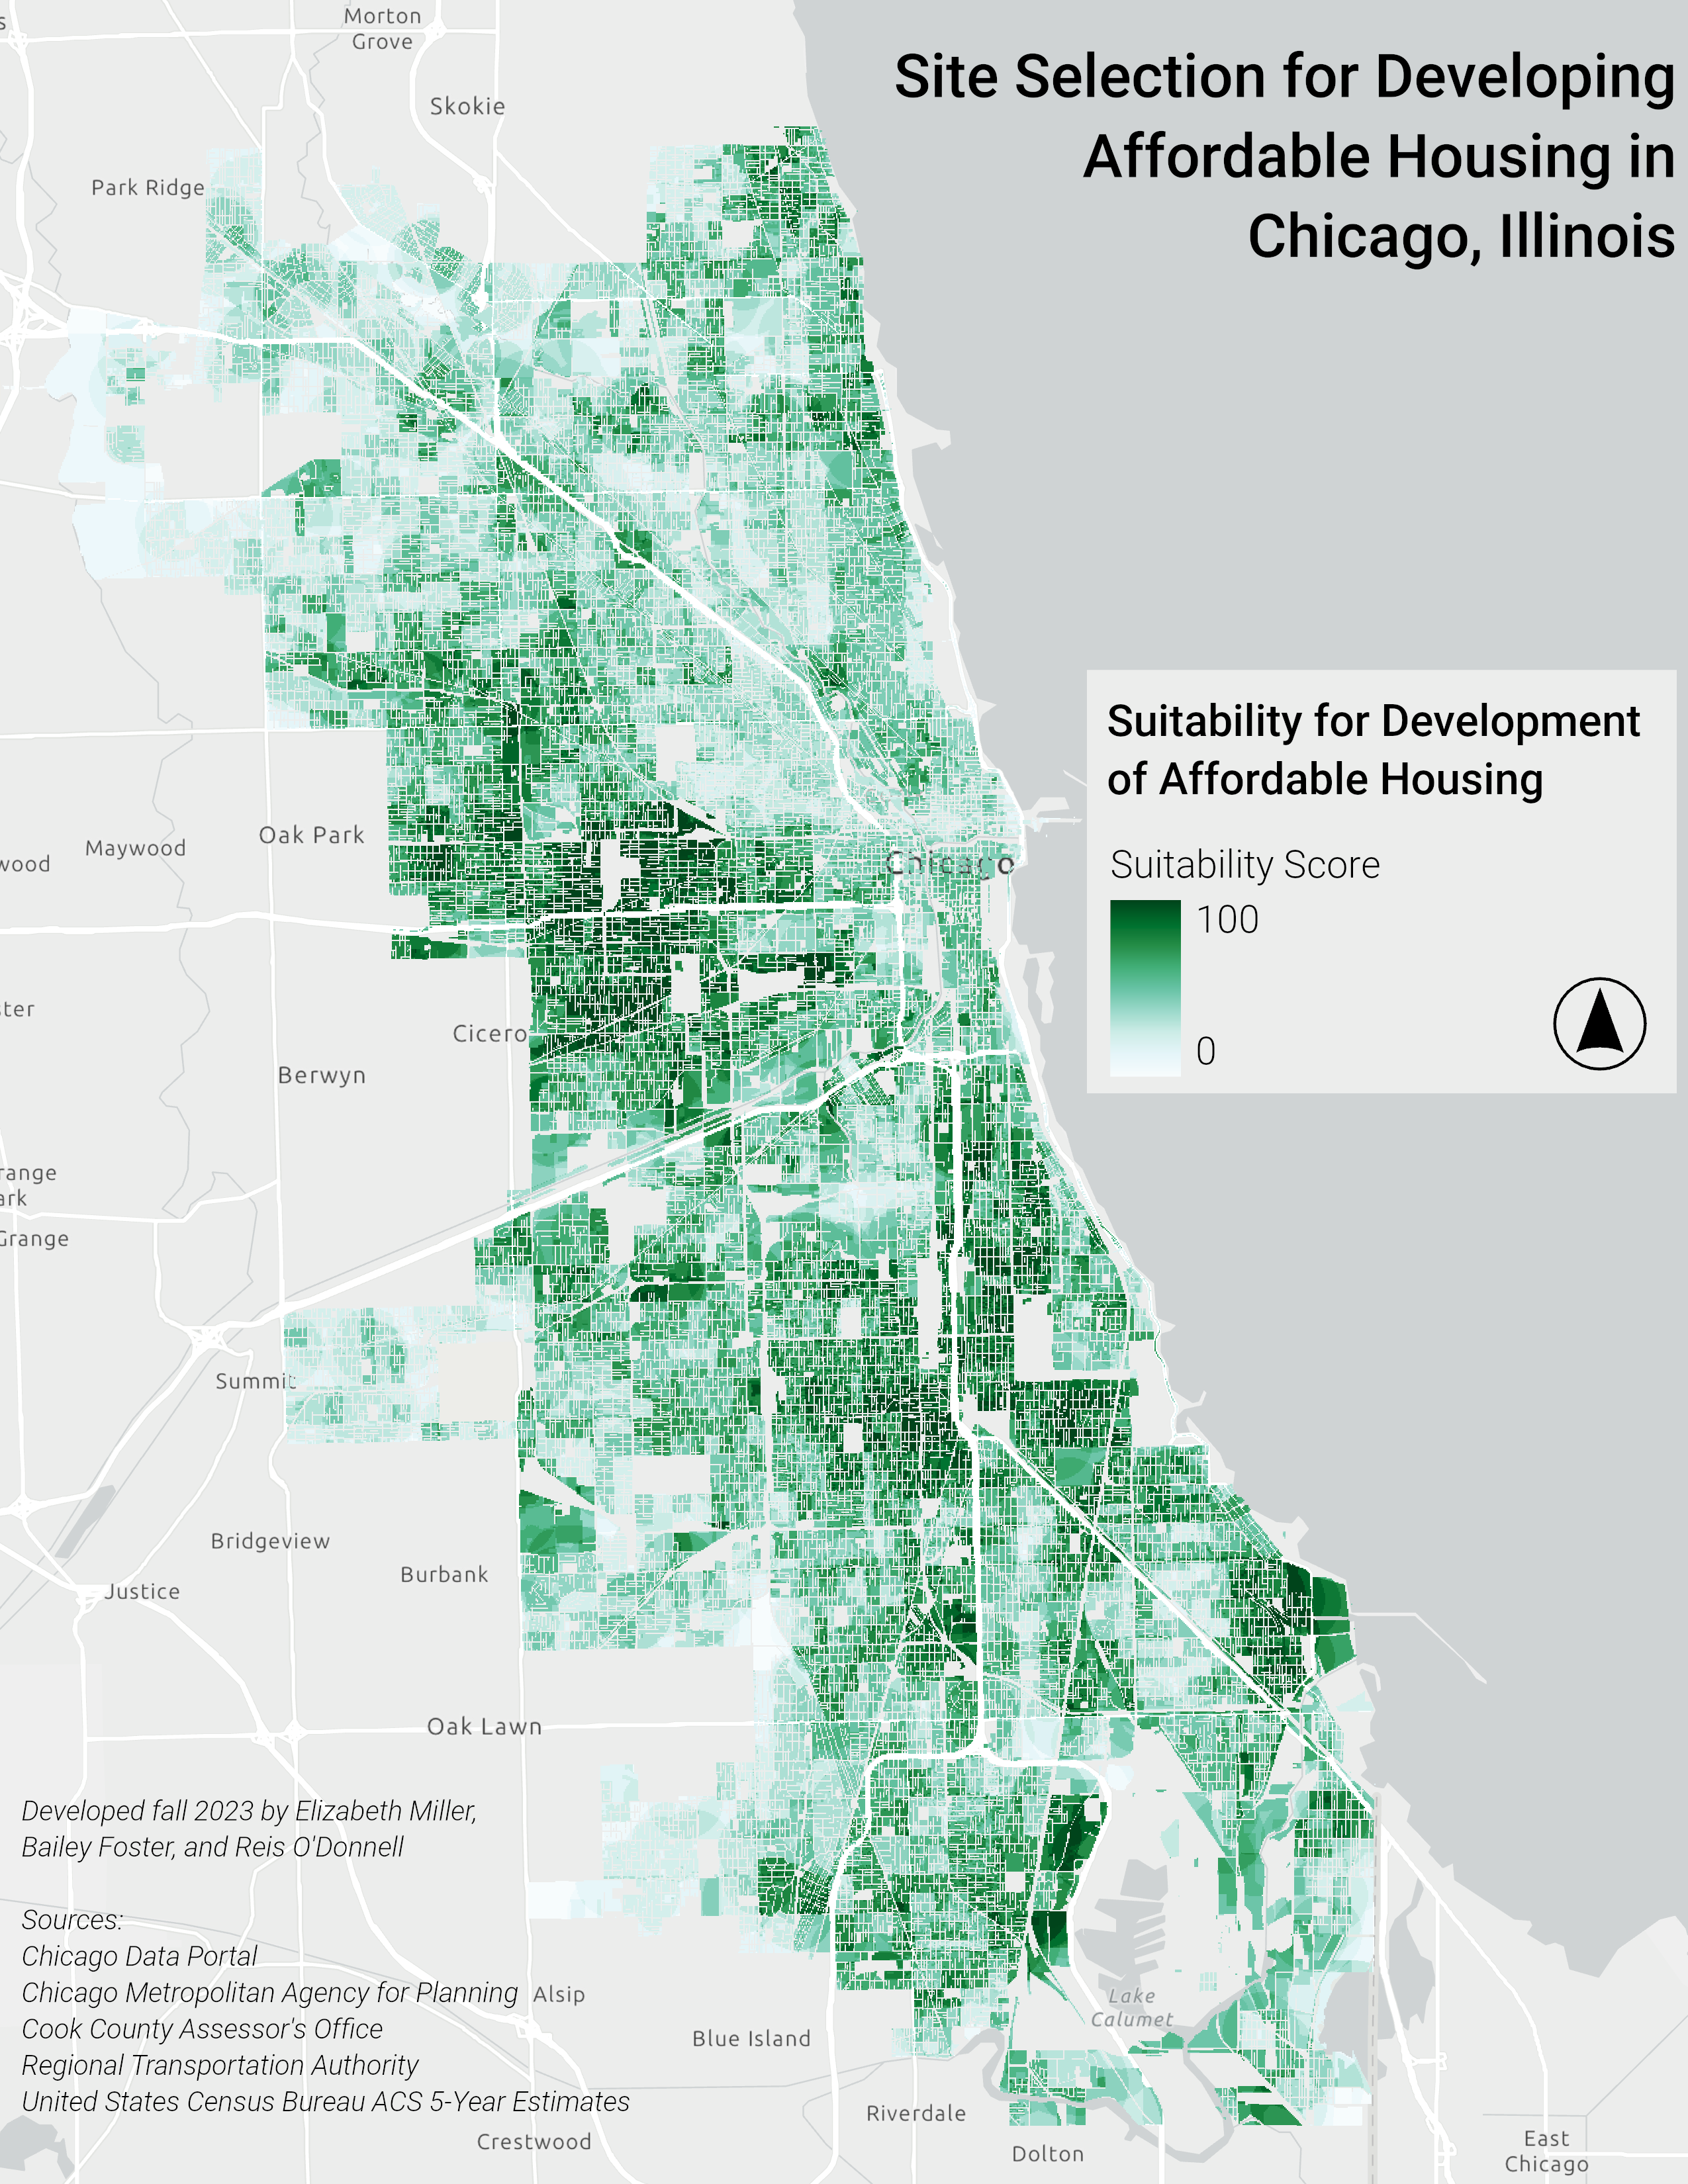 Morton
Grove
Skokie
Park Ridge
Site Selection for Developing
Affordable Housing in
Chicago, Illinois
Suitability for Development
of Affordable Housing
Suitability Score
100
0
Oak Park
Maywood
wood
Chicago
ster
Cicero
Berwyn
range
ark
Grange
Summit
Bridgeview
Burbank
Justice
Oak Lawn
Developed fall 2023 by Elizabeth Miller,
Bailey Foster, and Reis O'Donnell
Sources:
Chicago Data Portal
Chicago Metropolitan Agency for Planning
Cook County Assessor's Office
Regional Transportation Authority
United States Census Bureau ACS 5-Year Estimates
Alsip
Lake
Calumet
Blue Island
Riverdale
Crestwood
Dolton
East
Chicago